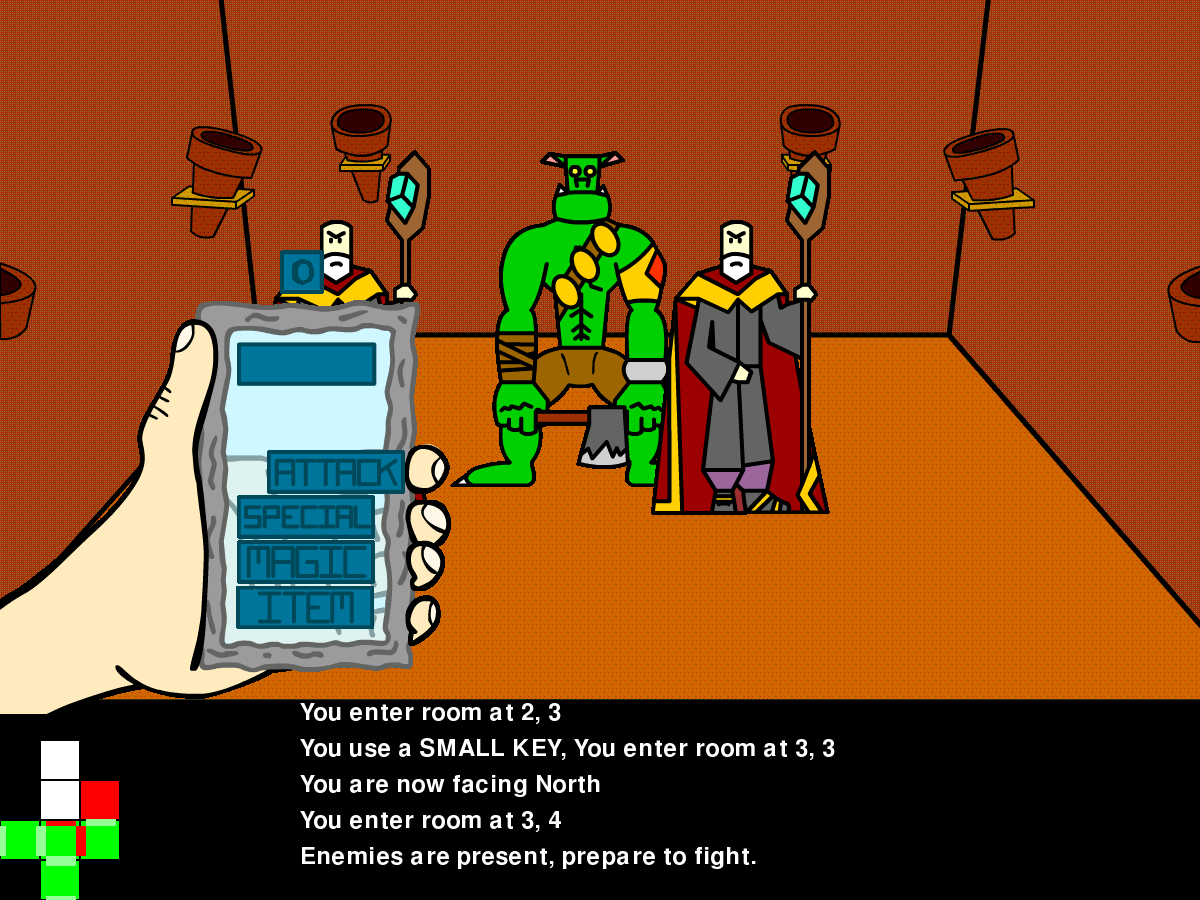 0
ATTACK
SPECIAL
MAGIC
ITEM
You enter room at 2, 3
You use a SMALL KEY, You enter room at 3, 3
You are now facing North
You enter room at 3, 4
Enemies are present, prepare to fight.